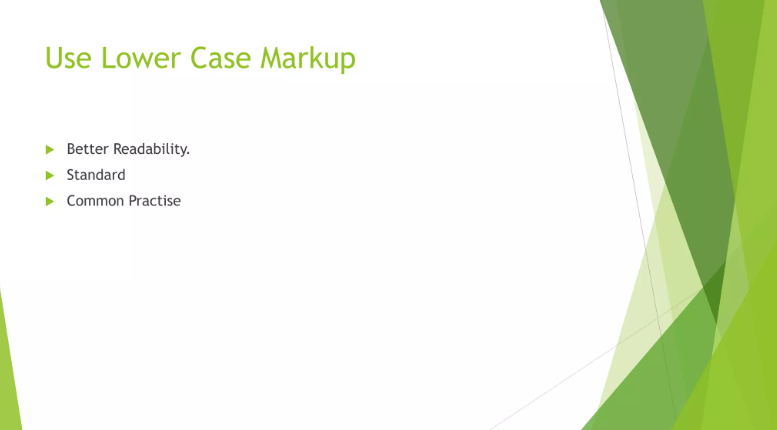 Use Lower Case Markup
Better Readability.
Standard
Common Practise